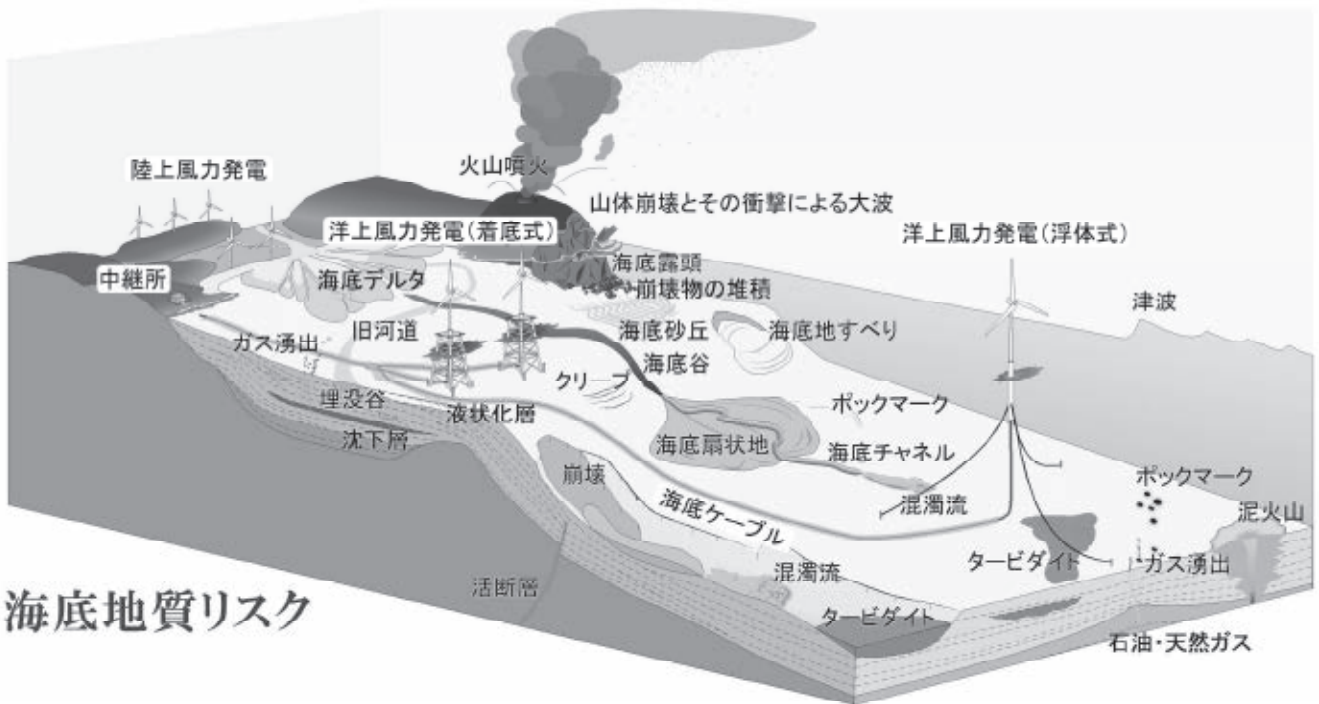 陸上風力発電
火山噴火
山体崩壊とその衝撃による大波
洋上風力発電(着底式)
洋上風力発電(浮体式)
中継所
海底デルタ
海底露頭
崩壊物の堆積
津波
旧河道
海底砂丘
海底地すべり
ガス湧出
海底谷
クリープ
埋没谷
液状化層
ポックマーク
沈下層
海底扇状地
海底チャネル
崩壊
海底ケーブル
混濁流
ポックマーク
泥火山
タービダイト
ガス湧出
混濁流
活断層
タービダイト
海底地質リスク
石油・天然ガス